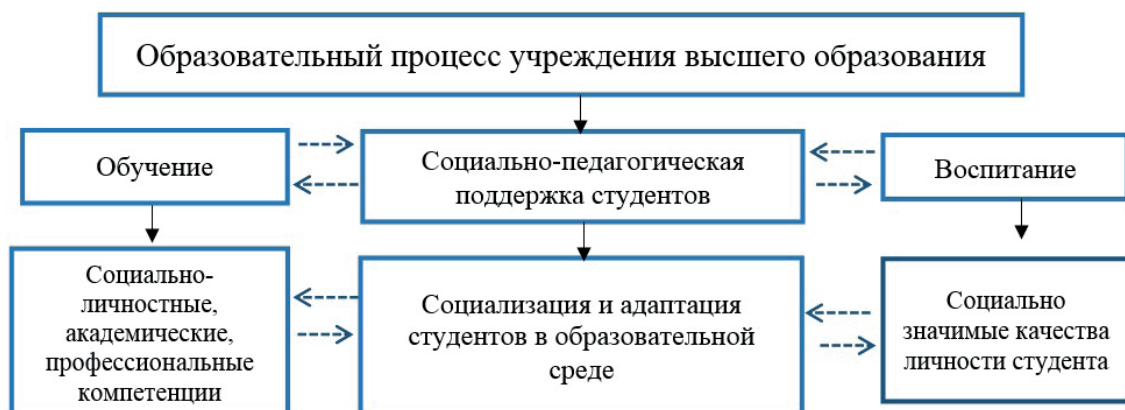 Образовательный процесс учреждения высшего образования
Обучение
Социально-педагогическая
поддержка студентов
Воспитание
Социально-
личностные,
академические,
профессиональные
компетенции
Социализация и адаптация
студентов в образовательной
среде
Социально
значимые качества
личности студента